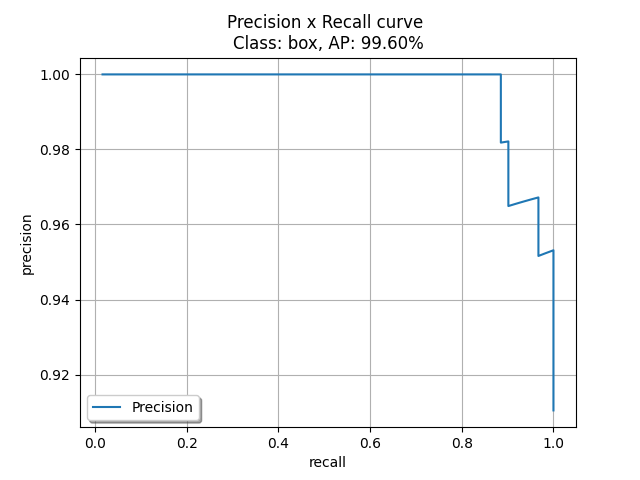 Precision x Recall curve
Class: box, AP: 99.60%
1.00
0.98
0.96
0.94
0.92
precision
Precision
0.0 0.2 0.4 0.6 0.8 1.0
recall